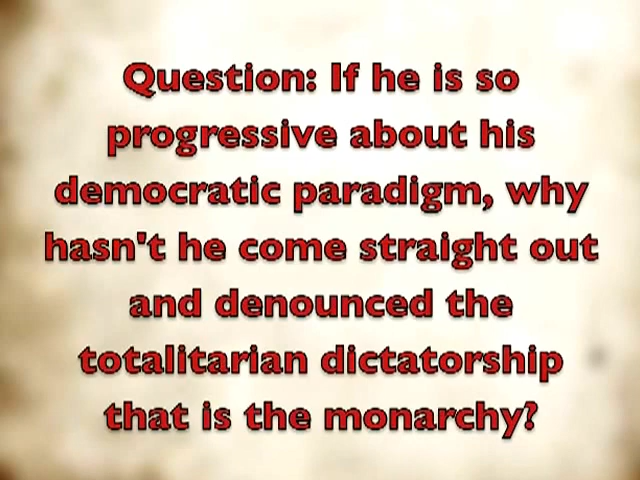 Question: If he is so
progressive about his
democratic paradigm, why
hasn't he come straight out
and denounced the
totalitarian dictatorship
that is the monarchy?